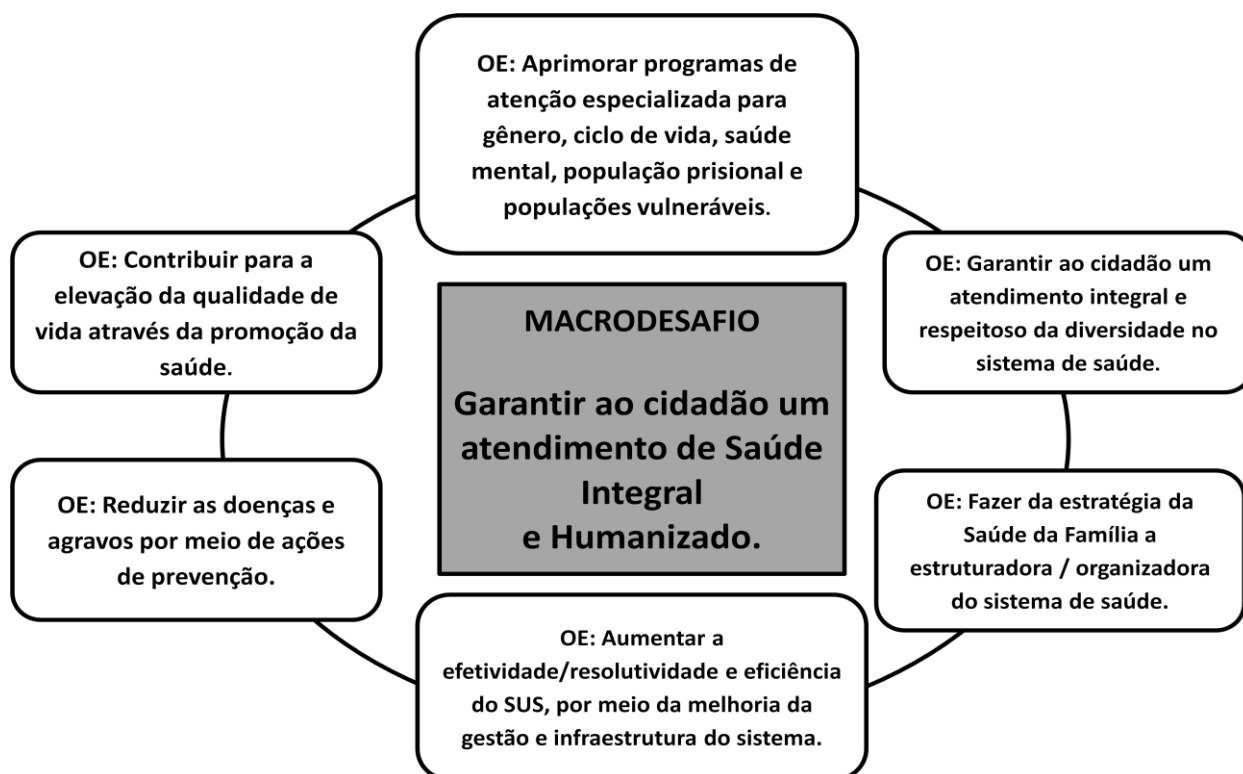 OE: Aprimorar programas de
atenção especializada para
gênero, ciclo de vida, saúde
mental, população prisional e
populações vulneráveis.
OE: Contribuir para a
elevação da qualidade de
vida através da promoção da
saúde.
MACRODESAFIO
Garantir ao cidadão um
atendimento de Saúde
Integral
e Humanizado.
OE: Garantir ao cidadão um
atendimento integral e
respeitoso da diversidade no
sistema de saúde.
OE: Reduzir as doenças e
agravos por meio de ações
de prevenção.
OE: Fazer da estratégia da
Saúde da Família a
estruturadora / organizadora
do sistema de saúde.
OE: Aumentar a
efetividade/resolutividade e eficiência
do SUS, por meio da melhoria da
gestão e infraestrutura do sistema.